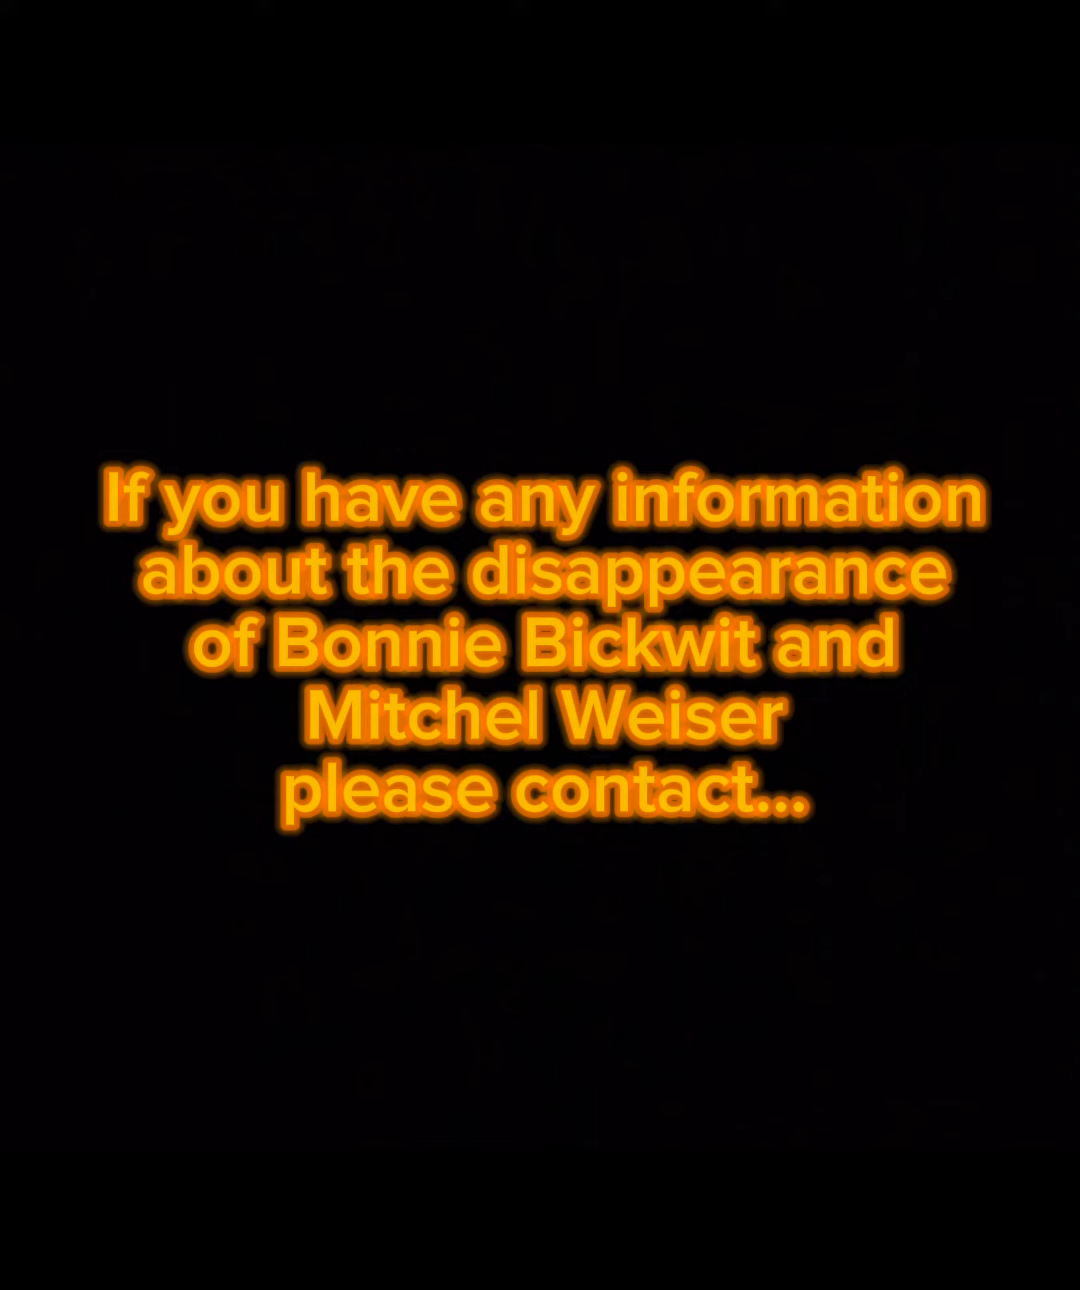 If you have any information
about the disappearance
of Bonnie Bickwit and
Mitchel Weiser
please contact...